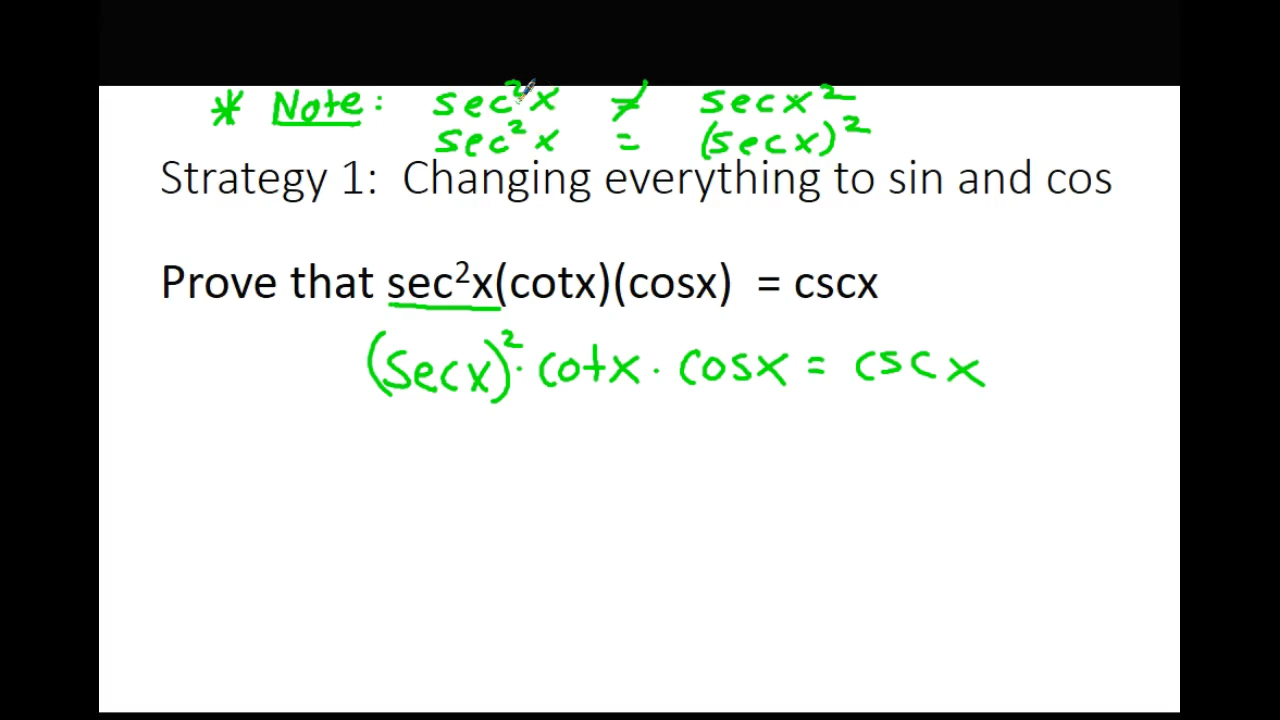 * Note: sec²x ≠ secx²
sec²x = (secx)²
Strategy 1: Changing everything to sin and cos
Prove that sec²x(cotx)(cosx) = cscx
(secx)² · cotx · cosx = cscx